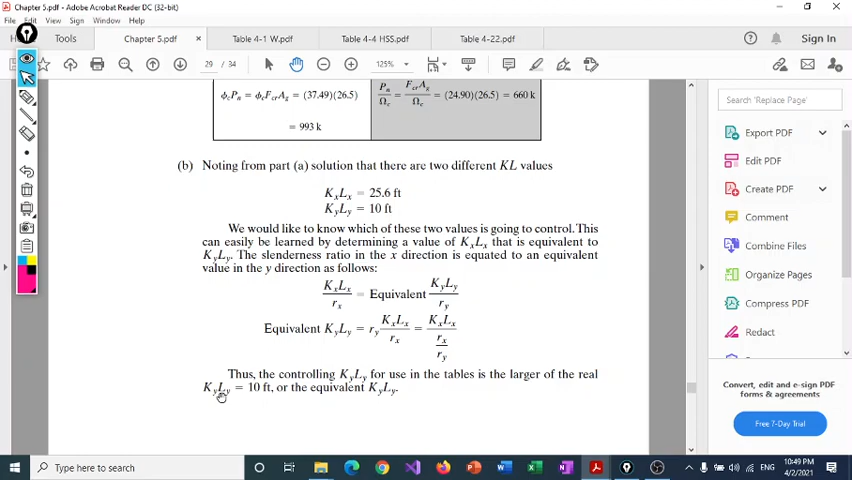 Chapter 5.pdf - Adobe Acrobat Reader DC (32-bit)
File Edit View Sign Window Help
Tools Chapter 5.pdf Table 4-1 W.pdf Table 4-4 HSS.pdf Table 4-22.pdf Sign In
29 / 34 125%
ϕcPn = ϕcFcrAg = (37.49)(26.5)
= 993 k
Pn/Ωc = FcrAg/Ωc = (24.90)(26.5) = 660 k
(b) Noting from part (a) solution that there are two different KL values
KxLx = 25.6 ft
KyLy = 10 ft
We would like to know which of these two values is going to control. This
can easily be learned by determining a value of KxLx that is equivalent to
KyLy. The slenderness ratio in the x direction is equated to an equivalent
value in the y direction as follows:
KxLx/rx = Equivalent KyLy/ry
Equivalent KyLy = ry KxLx/rx = KxLx/(rx/ry)
Thus, the controlling KyLy for use in the tables is the larger of the real
KyLy = 10 ft, or the equivalent KyLy.
Search 'Replace Page'
Export PDF
Edit PDF
Create PDF
Comment
Combine Files
Organize Pages
Compress PDF
Redact
Convert, edit and e-sign PDF
forms & agreements
Free 7-Day Trial
Type here to search
ENG
10:49 PM
4/2/2021